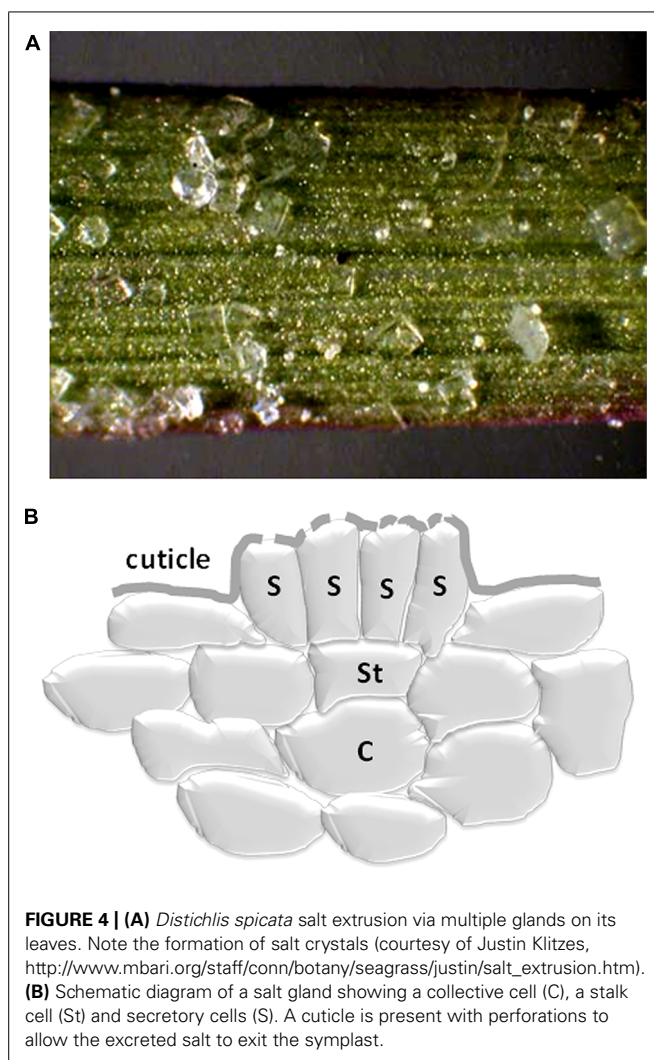 A
B
cuticle
S S S S
St
C
FIGURE 4 | (A) Distichlis spicata salt extrusion via multiple glands on its
leaves. Note the formation of salt crystals (courtesy of Justin Klitzes,
http://www.mbari.org/staff/conn/botany/seagrass/justin/salt_extrusion.htm).
(B) Schematic diagram of a salt gland showing a collective cell (C), a stalk
cell (St) and secretory cells (S). A cuticle is present with perforations to
allow the excreted salt to exit the symplast.